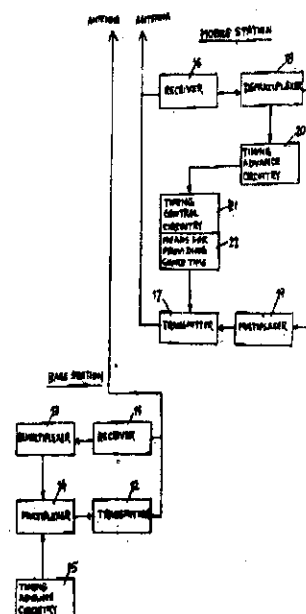 ANTENNA
ANTENNA
MOBILE STATION
16
RECEIVER
18
DEMULTIPLEXER
20
TIMING
ADVANCE
CIRCUITRY
TIMING
CONTROL
CIRCUITRY
21
MEANS FOR
PROVIDING
GUARD TIME
22
17
TRANSMITTER
19
MULTIPLEXER
BASE STATION
13
DEMULTIPLEXER
11
RECEIVER
14
MULTIPLEXER
12
TRANSMITTER
TIMING
ADVANCE
CIRCUITRY
15